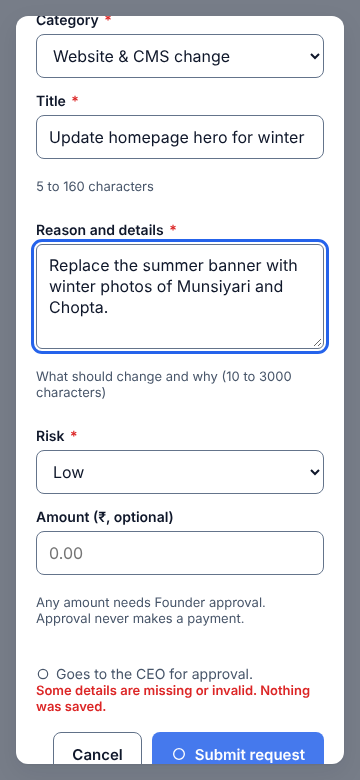 Category *
Website & CMS change
Title *
Update homepage hero for winter
5 to 160 characters
Reason and details *
Replace the summer banner with
winter photos of Munsiyari and
Chopta.
What should change and why (10 to 3000
characters)
Risk *
Low
Amount (₹, optional)
0.00
Any amount needs Founder approval.
Approval never makes a payment.
Goes to the CEO for approval.
Some details are missing or invalid. Nothing
was saved.
Cancel
Submit request